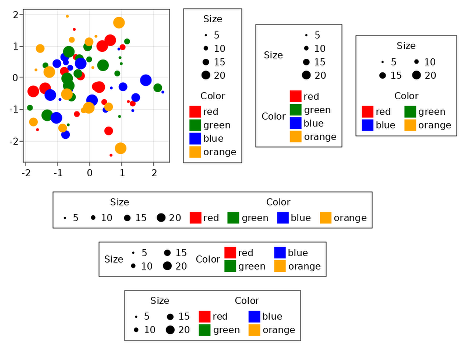 Size
5
10
15
20
Color
red
green
blue
orange
Size
5
10
15
20
Color
red
green
blue
orange
5 10
15 20
red green
blue orange
2
1
0
-1
-2
-2 -1 0 1 2
Size Color
5 10 15 20 red green blue orange
Size 5 15 Color red blue
10 20 green orange
Size Color
5 15 red blue
10 20 green orange